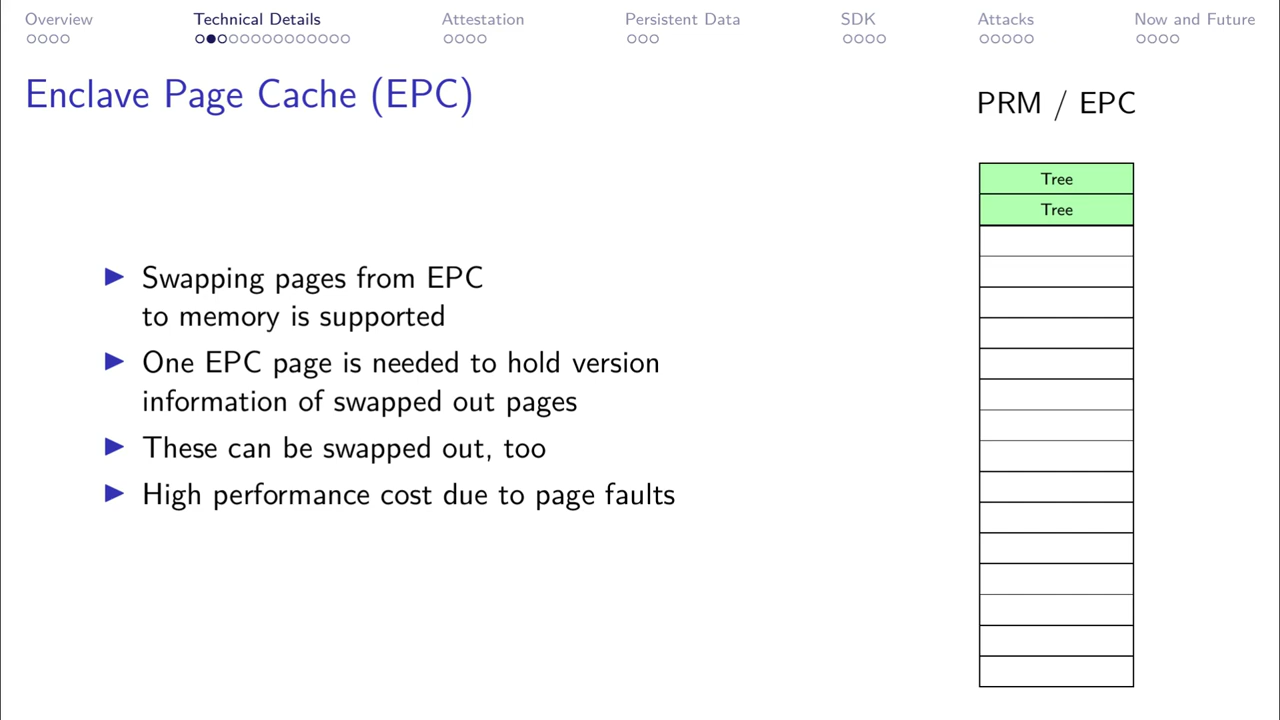 Overview Technical Details Attestation Persistent Data SDK Attacks Now and Future
Enclave Page Cache (EPC)
PRM / EPC
Tree
Tree
▶ Swapping pages from EPC
to memory is supported
▶ One EPC page is needed to hold version
information of swapped out pages
▶ These can be swapped out, too
▶ High performance cost due to page faults